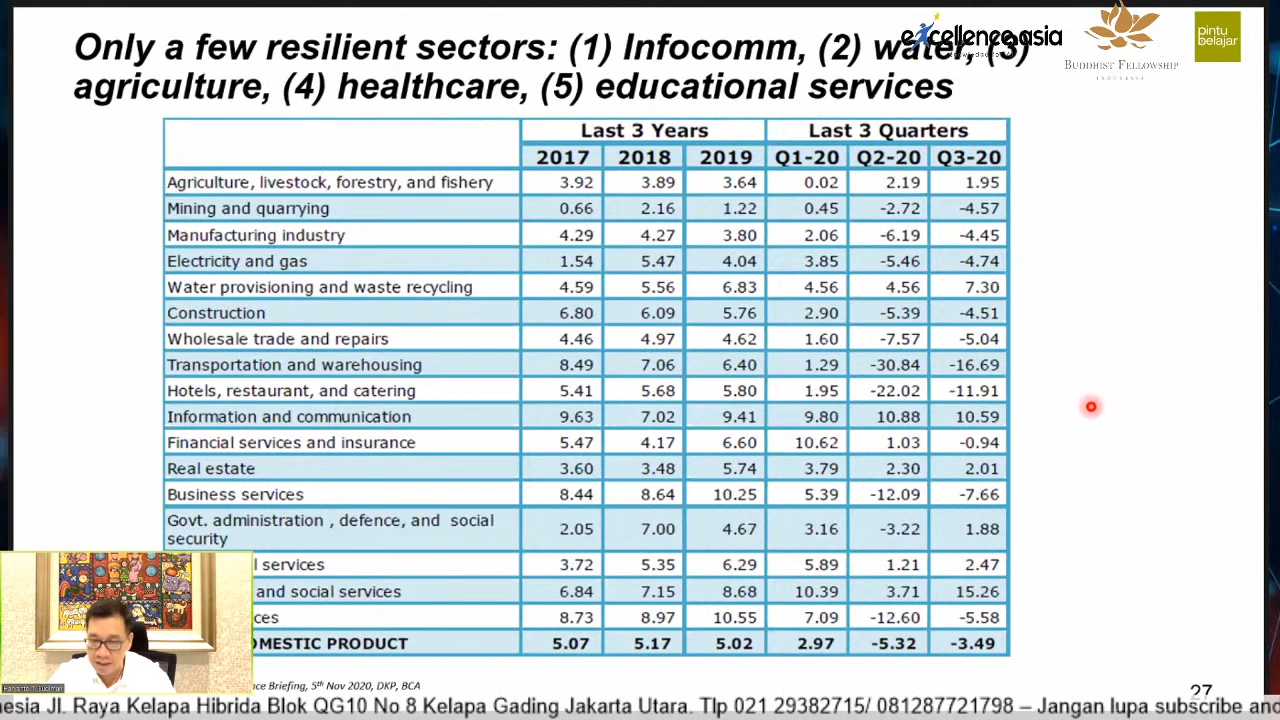 Only a few resilient sectors: (1) Infocomm, (2) water, (3)
agriculture, (4) healthcare, (5) educational services
excellence asia
BUDDHIST FELLOWSHIP
INDONESIA
pintu
belajar
Last 3 Years Last 3 Quarters
2017 2018 2019 Q1-20 Q2-20 Q3-20
Agriculture, livestock, forestry, and fishery 3.92 3.89 3.64 0.02 2.19 1.95
Mining and quarrying 0.66 2.16 1.22 0.45 -2.72 -4.57
Manufacturing industry 4.29 4.27 3.80 2.06 -6.19 -4.45
Electricity and gas 1.54 5.47 4.04 3.85 -5.46 -4.74
Water provisioning and waste recycling 4.59 5.56 6.83 4.56 4.56 7.30
Construction 6.80 6.09 5.76 2.90 -5.39 -4.51
Wholesale trade and repairs 4.46 4.97 4.62 1.60 -7.57 -5.04
Transportation and warehousing 8.49 7.06 6.40 1.29 -30.84 -16.69
Hotels, restaurant, and catering 5.41 5.68 5.80 1.95 -22.02 -11.91
Information and communication 9.63 7.02 9.41 9.80 10.88 10.59
Financial services and insurance 5.47 4.17 6.60 10.62 1.03 -0.94
Real estate 3.60 3.48 5.74 3.79 2.30 2.01
Business services 8.44 8.64 10.25 5.39 -12.09 -7.66
Govt. administration , defence, and social
security 2.05 7.00 4.67 3.16 -3.22 1.88
l services 3.72 5.35 6.29 5.89 1.21 2.47
and social services 6.84 7.15 8.68 10.39 3.71 15.26
ces 8.73 8.97 10.55 7.09 -12.60 -5.58
OMESTIC PRODUCT 5.07 5.17 5.02 2.97 -5.32 -3.49
nce Briefing, 5th Nov 2020, DKP, BCA
27
nesia Jl. Raya Kelapa Hibrida Blok QG10 No 8 Kelapa Gading Jakarta Utara. Tlp 021 29382715/ 081287721798 – Jangan lupa subscribe and